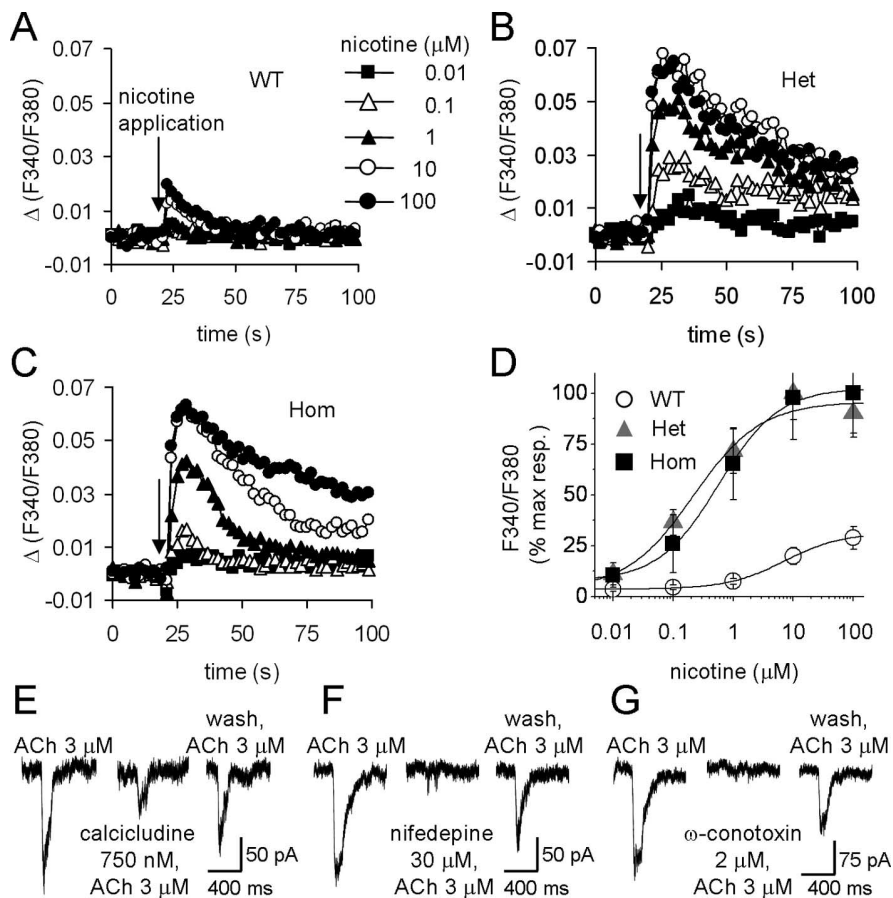 A
WT
Δ (F340/F380)
0.07
0.05
0.03
0.01
-0.01
nicotine
application
0
25
50
75
100
time (s)
nicotine (μM)
0.01
0.1
1
10
100
B
Het
Δ (F340/F380)
0.07
0.05
0.03
0.01
-0.01
0
25
50
75
100
time (s)
C
Hom
Δ (F340/F380)
0.07
0.05
0.03
0.01
-0.01
0
25
50
75
100
time (s)
D
WT
Het
Hom
F340/F380
(% max resp.)
100
75
50
25
0
0.01
0.1
1
10
100
nicotine (μM)
E
ACh 3 μM
wash,
ACh 3 μM
calcicludine
750 nM,
ACh 3 μM
50 pA
400 ms
F
ACh 3 μM
wash,
ACh 3 μM
nifedepine
30 μM,
ACh 3 μM
50 pA
400 ms
G
ACh 3 μM
wash,
ACh 3 μM
ω-conotoxin
2 μM,
ACh 3 μM
75 pA
400 ms